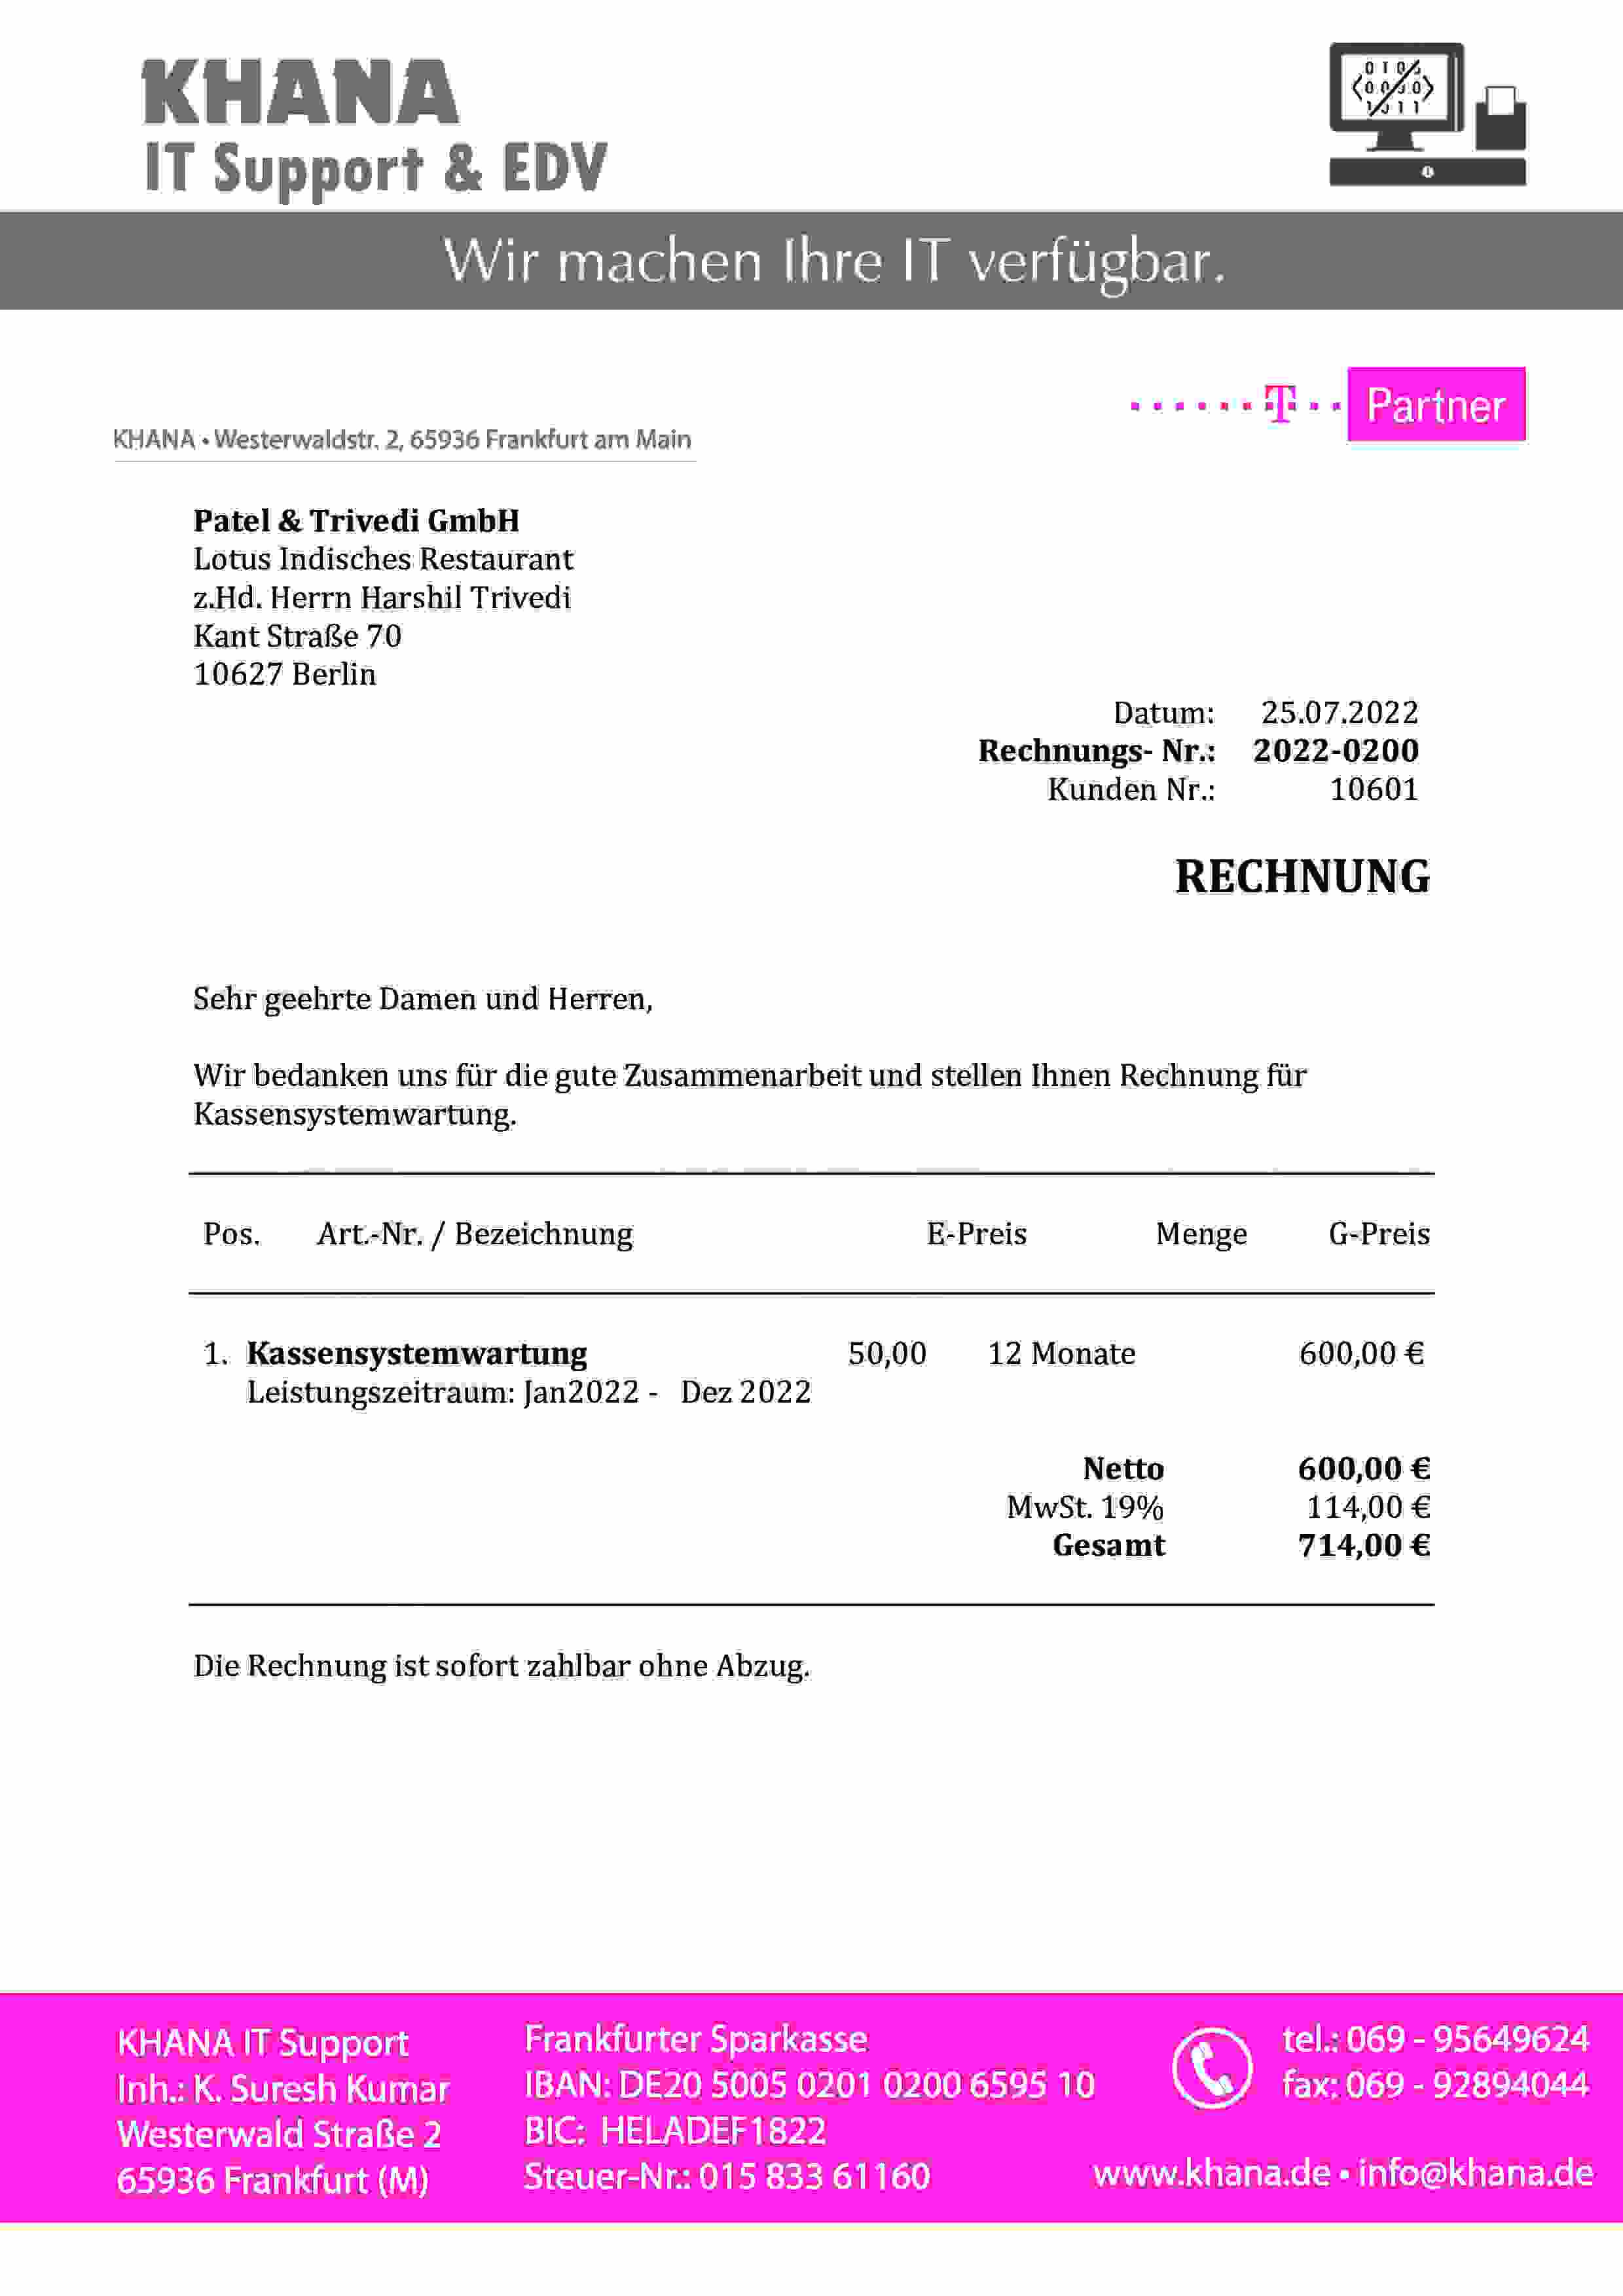 KHANA
IT Support & EDV
Wir machen Ihre IT verfügbar.
T Partner
KHANA • Westerwaldstr. 2, 65936 Frankfurt am Main
Patel & Trivedi GmbH
Lotus Indisches Restaurant
z.Hd. Herrn Harshil Trivedi
Kant Straße 70
10627 Berlin
Datum: 25.07.2022
Rechnungs- Nr.: 2022-0200
Kunden Nr.: 10601
RECHNUNG
Sehr geehrte Damen und Herren,
Wir bedanken uns für die gute Zusammenarbeit und stellen Ihnen Rechnung für
Kassensystemwartung.
Pos. Art.-Nr. / Bezeichnung E-Preis Menge G-Preis
1. Kassensystemwartung 50,00 12 Monate 600,00 €
Leistungszeitraum: Jan2022 - Dez 2022
Netto 600,00 €
MwSt. 19% 114,00 €
Gesamt 714,00 €
Die Rechnung ist sofort zahlbar ohne Abzug.
KHANA IT Support
Inh.: K. Suresh Kumar
Westerwald Straße 2
65936 Frankfurt (M)
Frankfurter Sparkasse
IBAN: DE20 5005 0201 0200 6595 10
BIC: HELADEF1822
Steuer-Nr.: 015 833 61160
tel.: 069 - 95649624
fax: 069 - 92894044
www.khana.de • info@khana.de